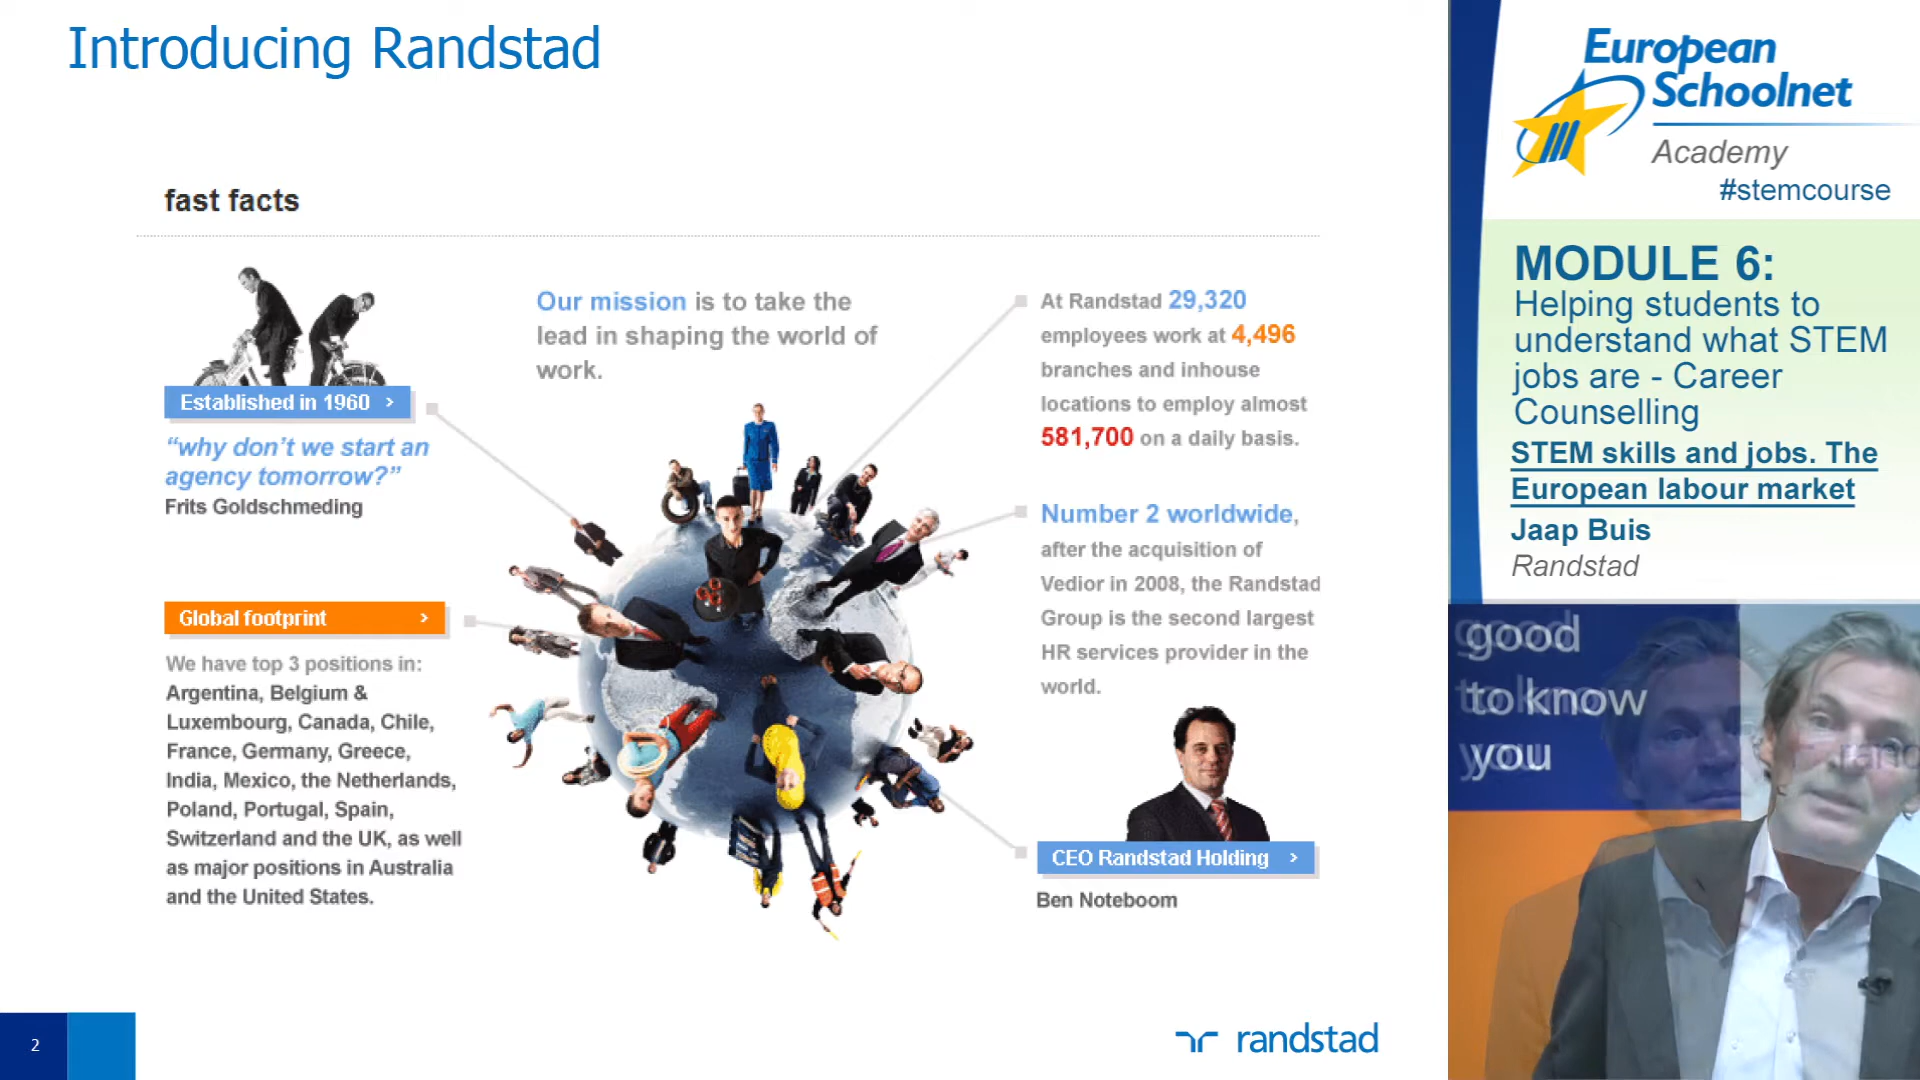 Introducing Randstad
fast facts
Established in 1960 >
“why don’t we start an
agency tomorrow?”
Frits Goldschmeding
Global footprint >
We have top 3 positions in:
Argentina, Belgium &
Luxembourg, Canada, Chile,
France, Germany, Greece,
India, Mexico, the Netherlands,
Poland, Portugal, Spain,
Switzerland and the UK, as well
as major positions in Australia
and the United States.
Our mission is to take the
lead in shaping the world of
work.
At Randstad 29,320
employees work at 4,496
branches and inhouse
locations to employ almost
581,700 on a daily basis.
Number 2 worldwide,
after the acquisition of
Vedior in 2008, the Randstad
Group is the second largest
HR services provider in the
world.
CEO Randstad Holding >
Ben Noteboom
2
randstad
European
Schoolnet
Academy
#stemcourse
MODULE 6:
Helping students to
understand what STEM
jobs are - Career
Counselling
STEM skills and jobs. The
European labour market
Jaap Buis
Randstad
good
to know
you